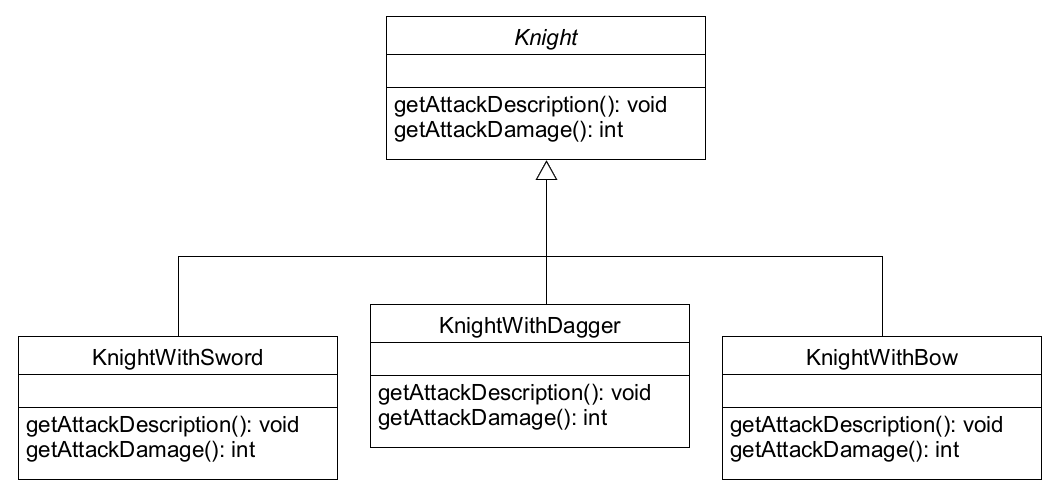 Knight
getAttackDescription(): void
getAttackDamage(): int
KnightWithSword
getAttackDescription(): void
getAttackDamage(): int
KnightWithDagger
getAttackDescription(): void
getAttackDamage(): int
KnightWithBow
getAttackDescription(): void
getAttackDamage(): int